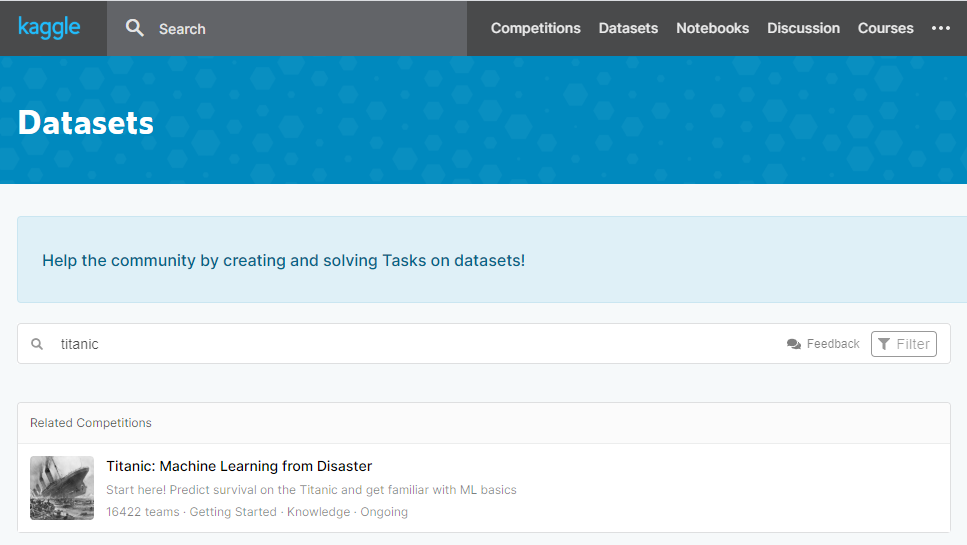 kaggle
Search
Competitions
Datasets
Notebooks
Discussion
Courses
Datasets
Help the community by creating and solving Tasks on datasets!
titanic
Feedback
Filter
Related Competitions
Titanic: Machine Learning from Disaster
Start here! Predict survival on the Titanic and get familiar with ML basics
16422 teams · Getting Started · Knowledge · Ongoing